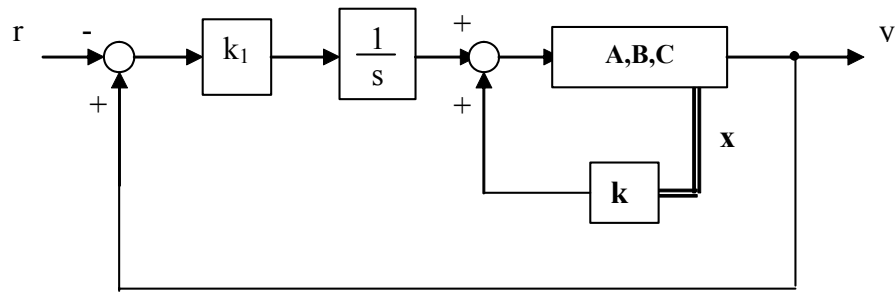 r - + k₁ 1/s + + A,B,C v
x
k